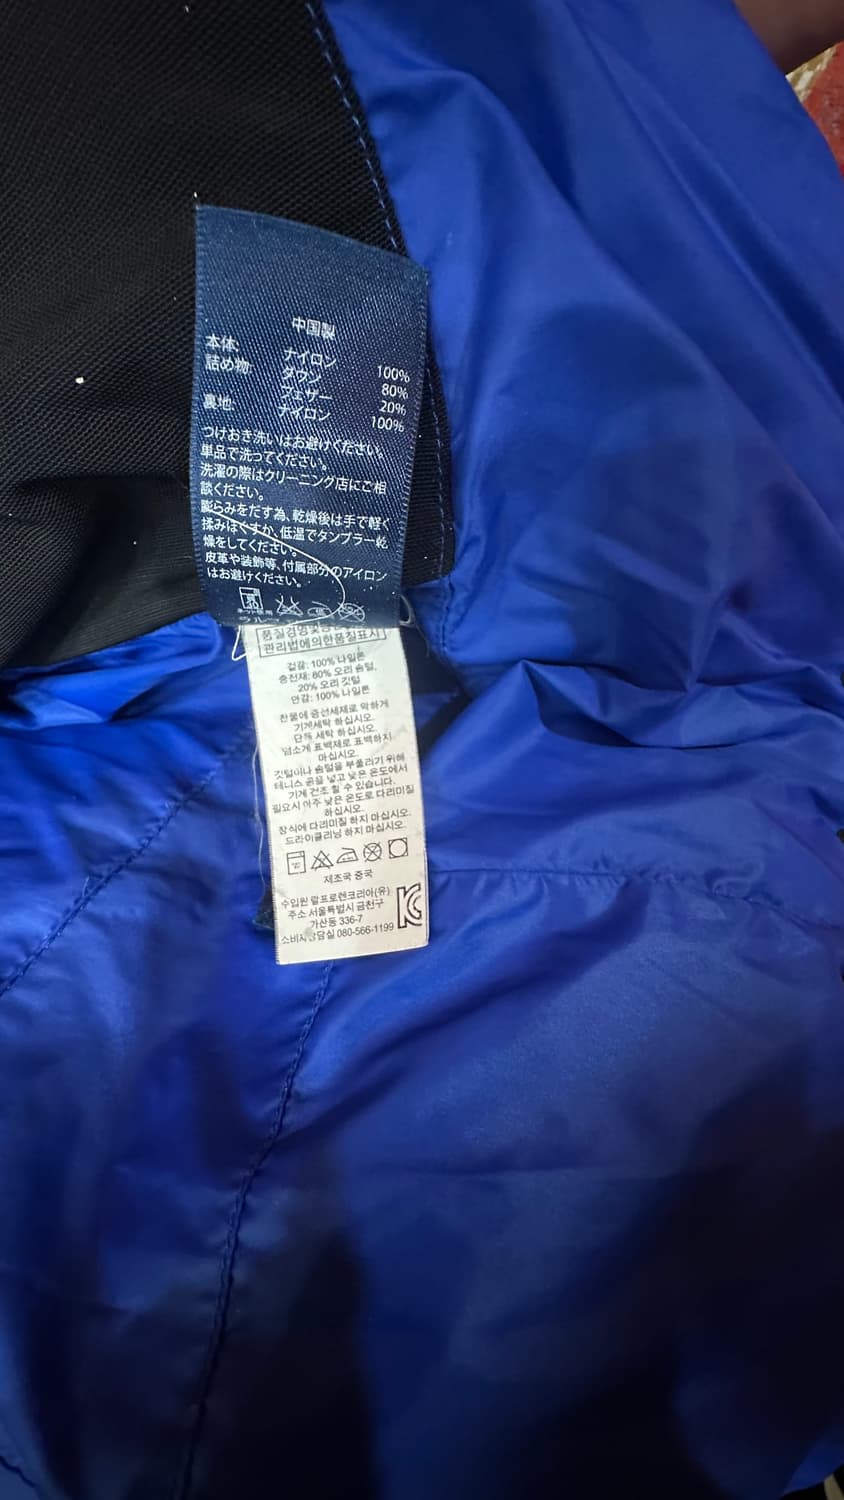 中国製
本体: ナイロン 100%
詰め物: ダウン 80%
フェザー 20%
裏地: ナイロン 100%
つけおき洗いはお避けください。
単品で洗ってください。
洗濯の際はクリーニング店にご相
談ください。
膨らみをだす為、乾燥後は手で軽く
揉みほぐすか、低温でタンブラー乾
燥をしてください。
皮革や装飾等、付属部分のアイロン
はお避けください。
ネット使用
품질경영및
관리법에의한품질표시
겉감: 100% 나일론
충전재: 80% 오리 솜털,
20% 오리 깃털
안감: 100% 나일론
찬물에 중선세제로 약하게
기계세탁 하십시오.
단독 세탁 하십시오.
염소계 표백제로 표백하지
마십시오.
깃털이나 솜털을 부풀리기 위해
테니스 공을 넣고 낮은 온도에서
기계 건조 할 수 있습니다.
필요시 아주 낮은 온도로 다리미질
하십시오.
장식에 다리미질 하지 마십시오.
드라이클리닝 하지 마십시오.
제조국 중국
수입원 랄프로렌코리아(유)
주소 서울특별시 금천구
가산동 336-7
소비자상담실 080-566-1199